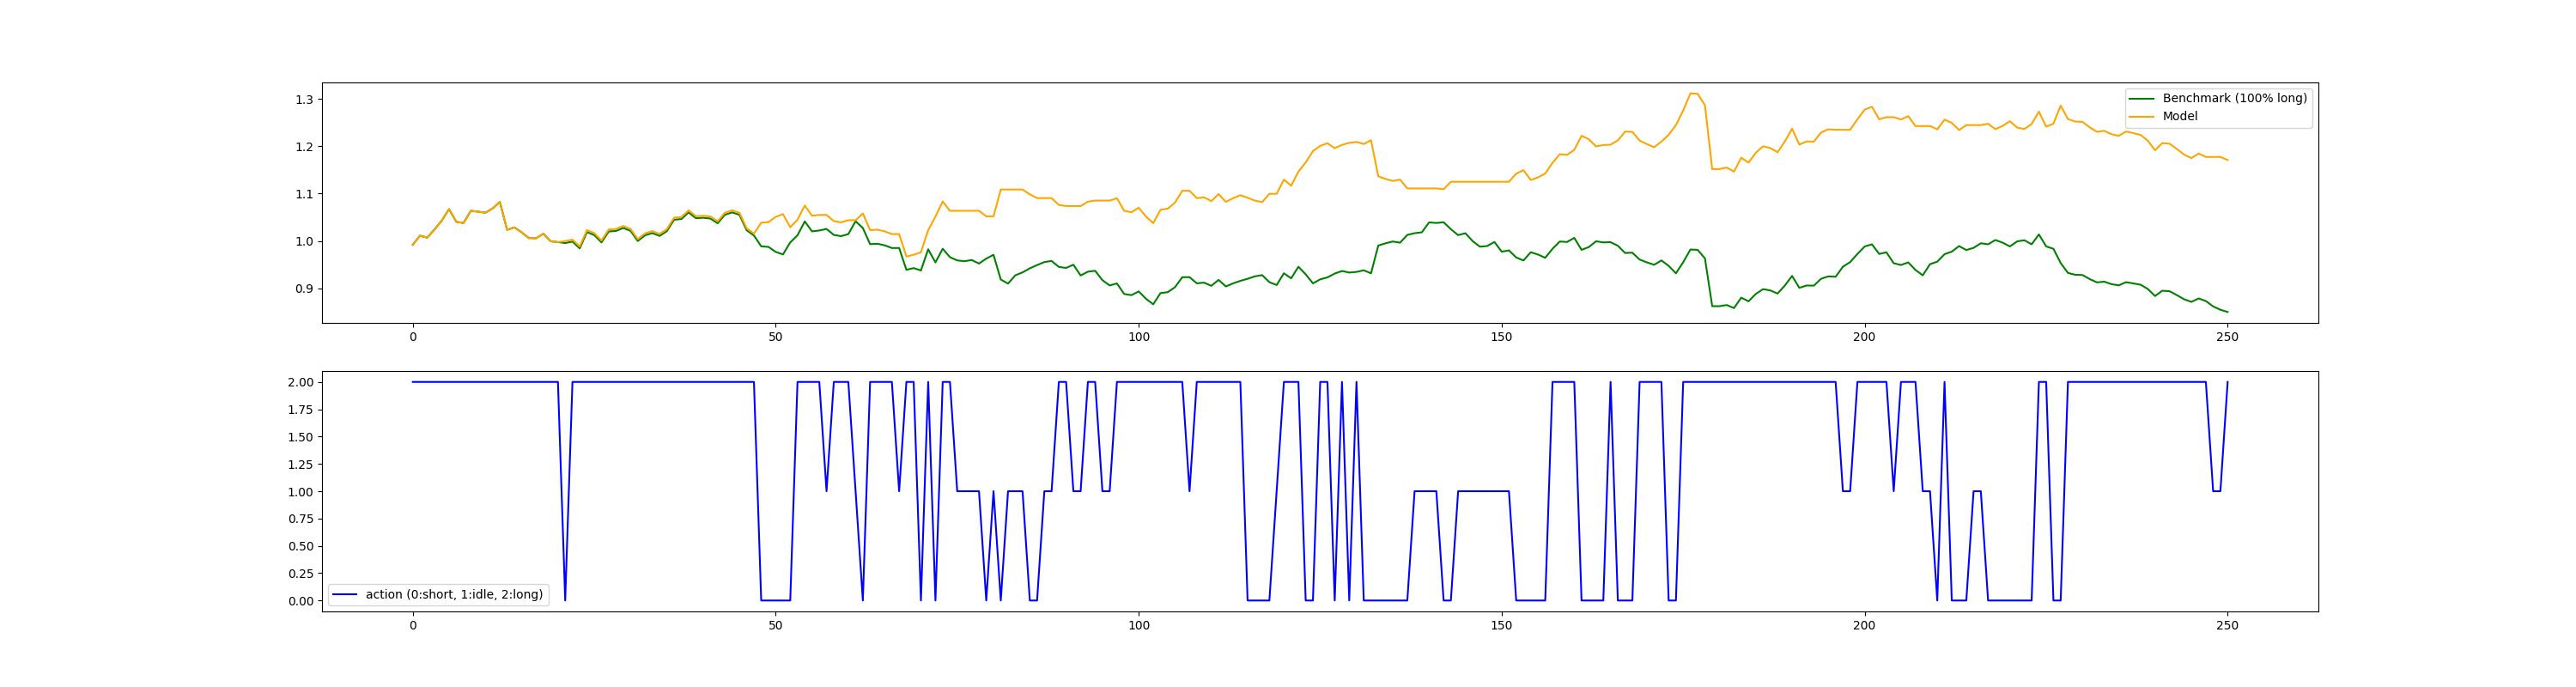 1.3
1.2
1.1
1.0
0.9
Benchmark (100% long)
Model
0 50 100 150 200 250
2.00
1.75
1.50
1.25
1.00
0.75
0.50
0.25
0.00
action (0:short, 1:idle, 2:long)
0 50 100 150 200 250